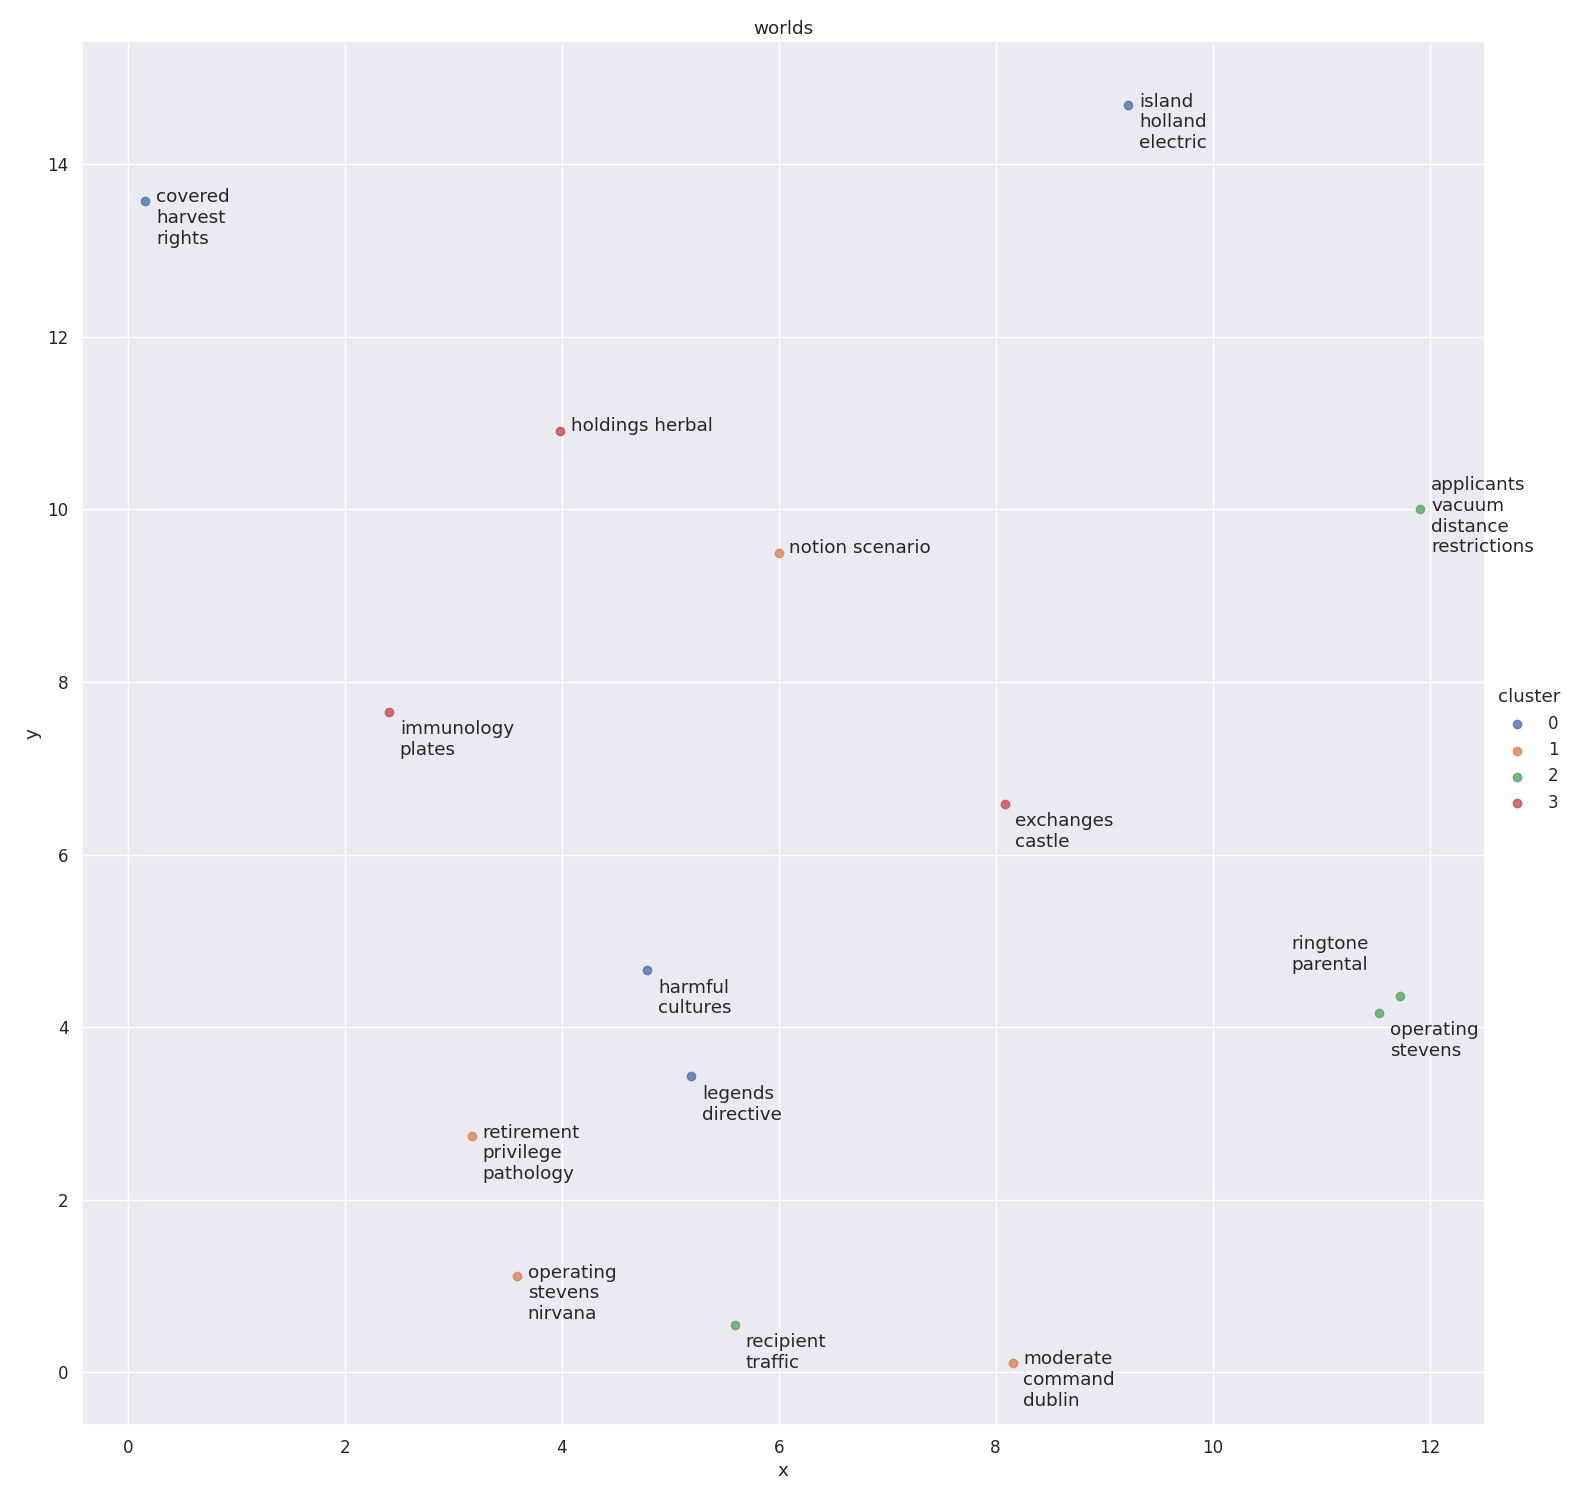 worlds
island
holland
electric
14
covered
harvest
rights
12
holdings herbal
applicants
vacuum
distance
restrictions
10
notion scenario
8
immunology
plates
cluster
0
1
2
3
y
exchanges
castle
6
ringtone
parental
harmful
cultures
operating
stevens
4
legends
directive
retirement
privilege
pathology
2
operating
stevens
nirvana
recipient
traffic
moderate
command
dublin
0
0 2 4 6 8 10 12
x